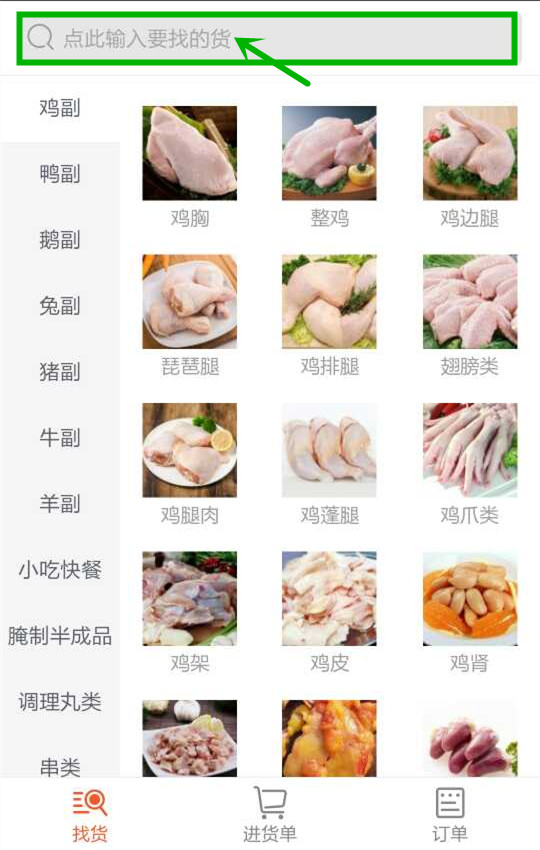 点此输入要找的货
鸡副
鸭副
鹅副
兔副
猪副
牛副
羊副
小吃快餐
腌制半成品
调理丸类
串类
鸡胸
整鸡
鸡边腿
琵琶腿
鸡排腿
翅膀类
鸡腿肉
鸡蓬腿
鸡爪类
鸡架
鸡皮
鸡肾
找货
进货单
订单